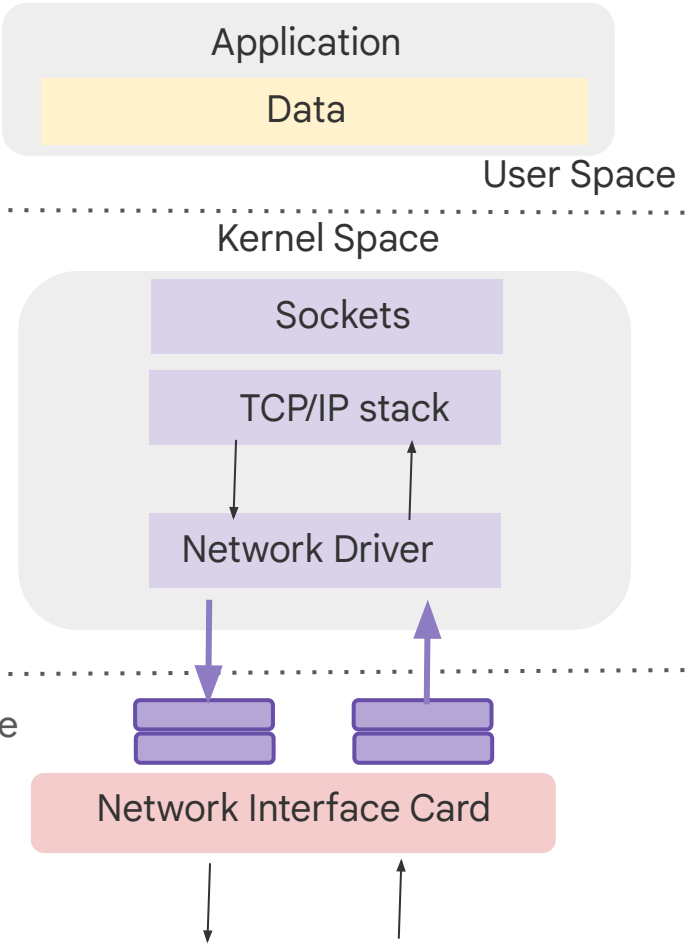 Application
Data
User Space
Kernel Space
Sockets
TCP/IP stack
Network Driver
e
Network Interface Card